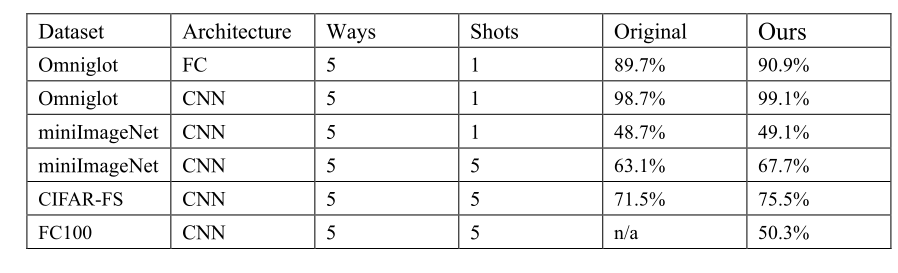 Dataset Architecture Ways Shots Original Ours
Omniglot FC 5 1 89.7% 90.9%
Omniglot CNN 5 1 98.7% 99.1%
miniImageNet CNN 5 1 48.7% 49.1%
miniImageNet CNN 5 5 63.1% 67.7%
CIFAR-FS CNN 5 5 71.5% 75.5%
FC100 CNN 5 5 n/a 50.3%